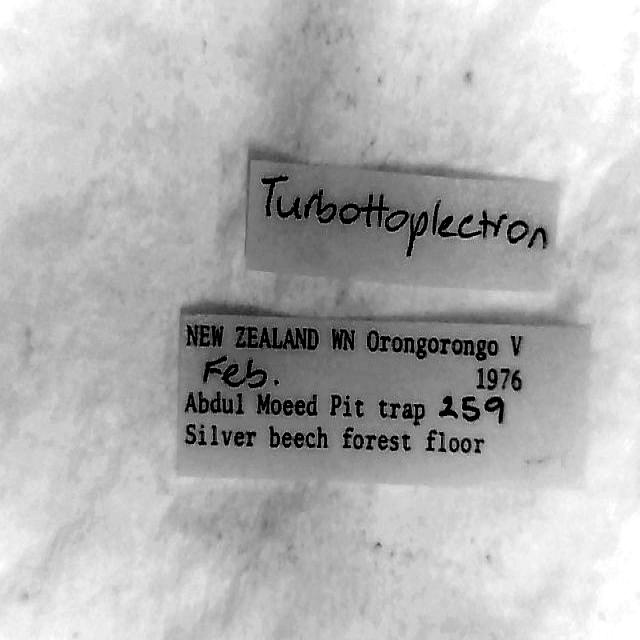 Turbottoplectron
NEW ZEALAND WN Orongorongo V
Feb. 1976
Abdul Moeed Pit trap 259
Silver beech forest floor